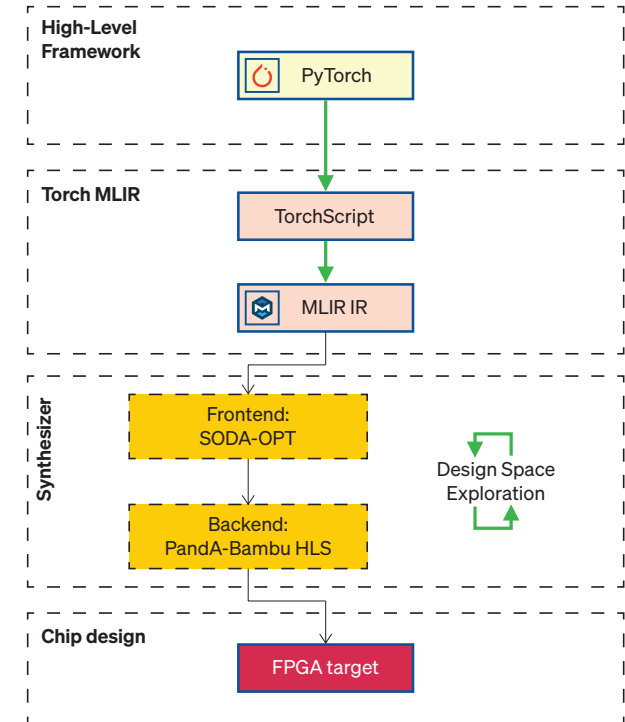 High-Level
Framework
PyTorch
Torch MLIR
TorchScript
MLIR IR
Synthesizer
Frontend:
SODA-OPT
Design Space
Exploration
Backend:
PandA-Bambu HLS
Chip design
FPGA target